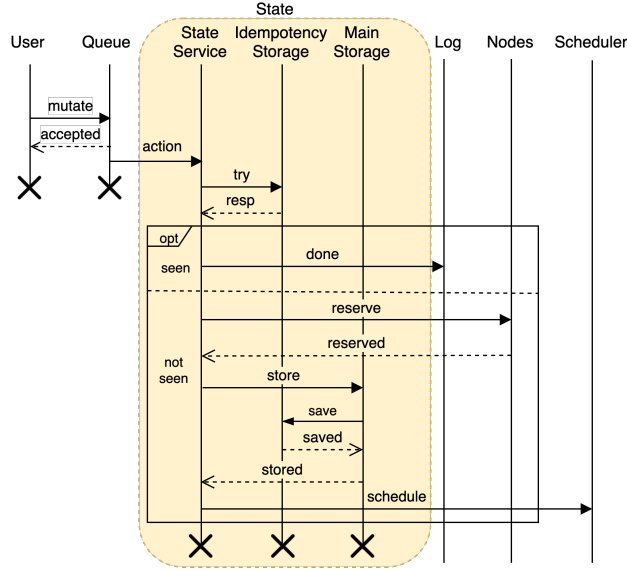 State
User
Queue
State
Service
Idempotency
Storage
Main
Storage
Log
Nodes
Scheduler
mutate
accepted
action
try
resp
opt
seen
done
reserve
reserved
not
seen
store
save
saved
stored
schedule